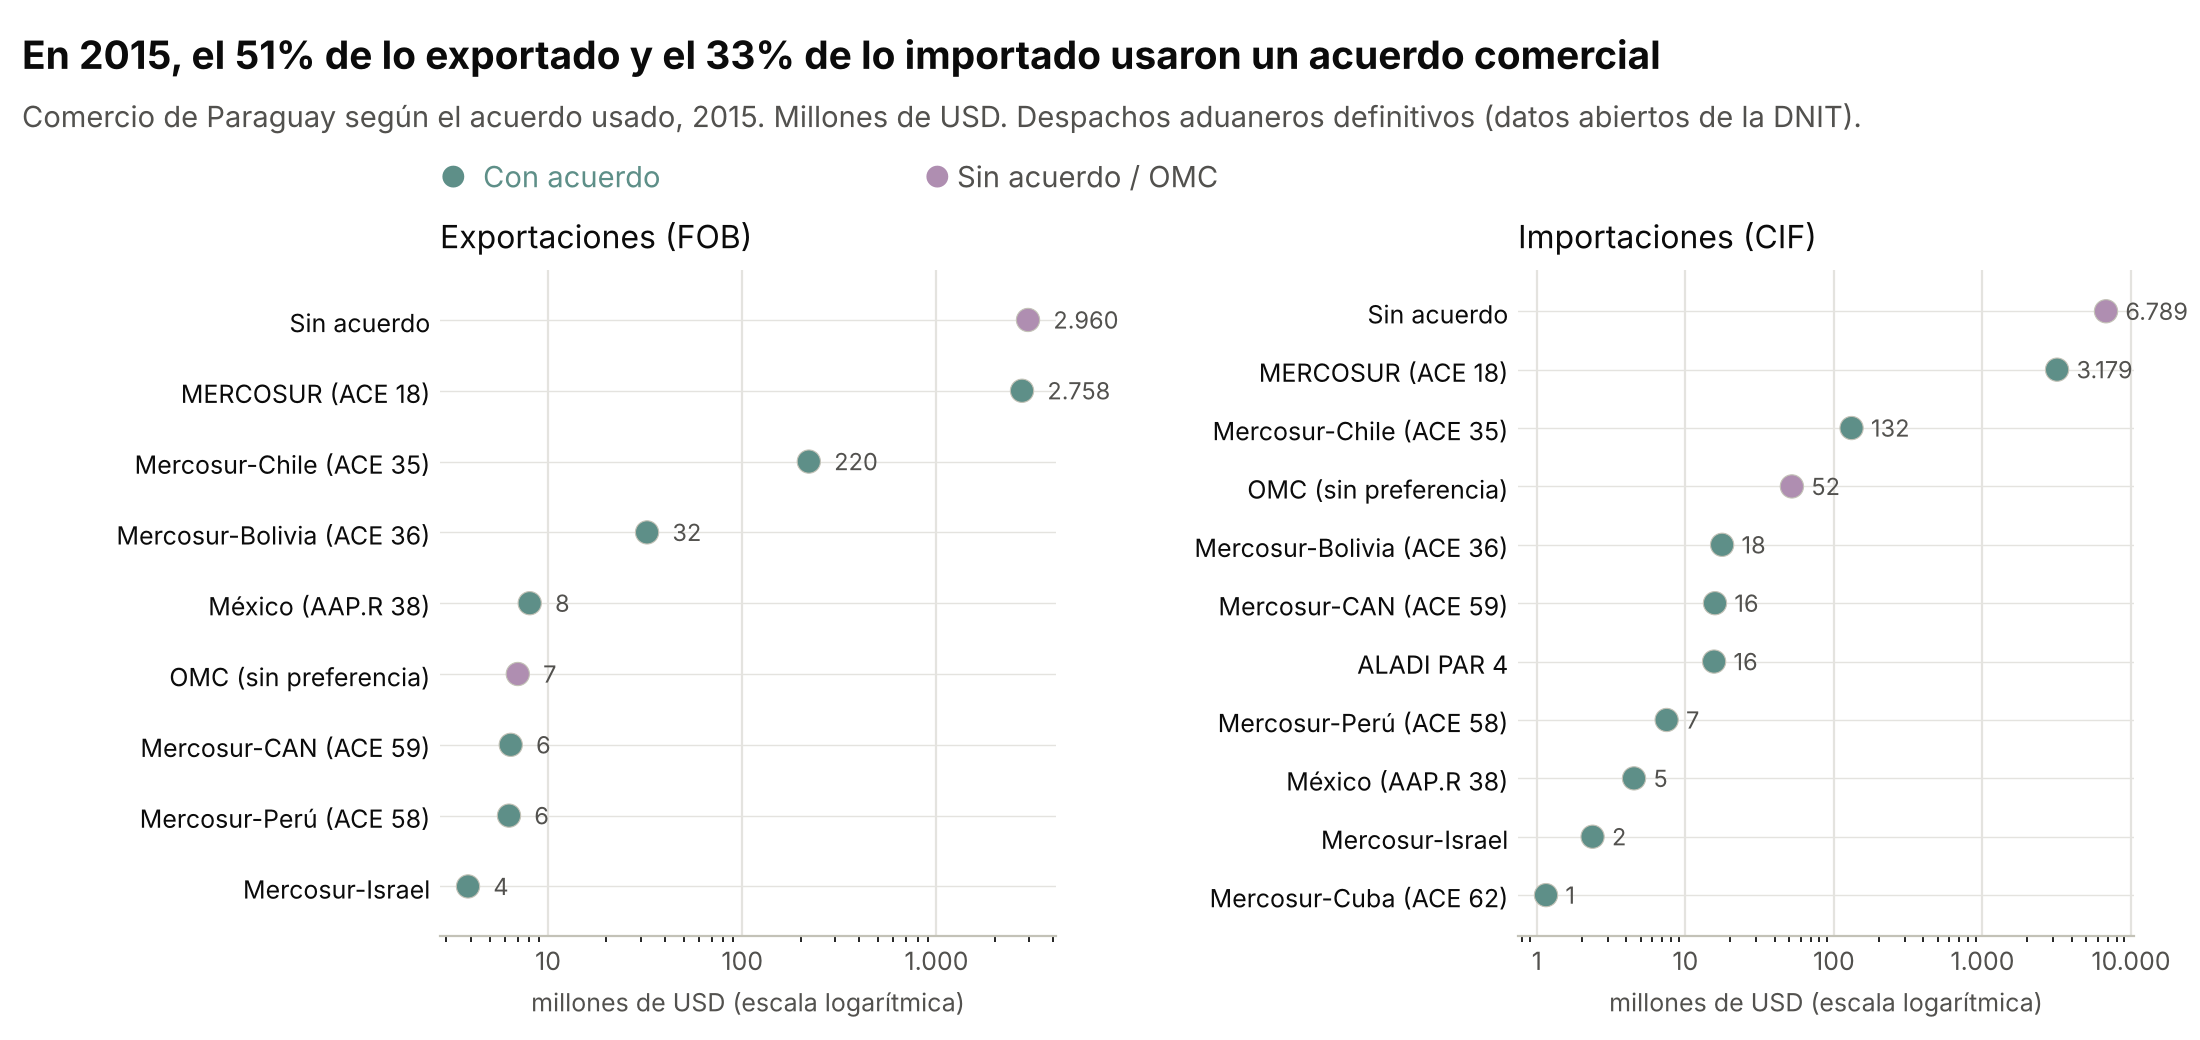 En 2015, el 51% de lo exportado y el 33% de lo importado usaron un acuerdo comercial
Comercio de Paraguay según el acuerdo usado, 2015. Millones de USD. Despachos aduaneros definitivos (datos abiertos de la DNIT).
Con acuerdo
Sin acuerdo / OMC
Exportaciones (FOB)
Sin acuerdo 2.960
MERCOSUR (ACE 18) 2.758
Mercosur-Chile (ACE 35) 220
Mercosur-Bolivia (ACE 36) 32
México (AAP.R 38) 8
OMC (sin preferencia) 7
Mercosur-CAN (ACE 59) 6
Mercosur-Perú (ACE 58) 6
Mercosur-Israel 4
10 100 1.000
millones de USD (escala logarítmica)
Importaciones (CIF)
Sin acuerdo 6.789
MERCOSUR (ACE 18) 3.179
Mercosur-Chile (ACE 35) 132
OMC (sin preferencia) 52
Mercosur-Bolivia (ACE 36) 18
Mercosur-CAN (ACE 59) 16
ALADI PAR 4 16
Mercosur-Perú (ACE 58) 7
México (AAP.R 38) 5
Mercosur-Israel 2
Mercosur-Cuba (ACE 62) 1
1 10 100 1.000 10.000
millones de USD (escala logarítmica)